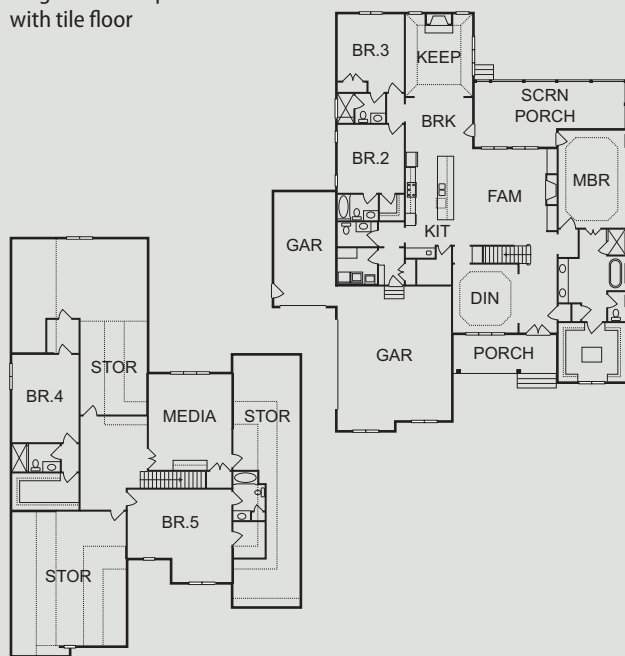 with tile floor
BR.3
KEEP
SCRN
PORCH
BRK
BR.2
MBR
FAM
GAR
KIT
DIN
GAR
PORCH
STOR
BR.4
MEDIA
STOR
BR.5
STOR